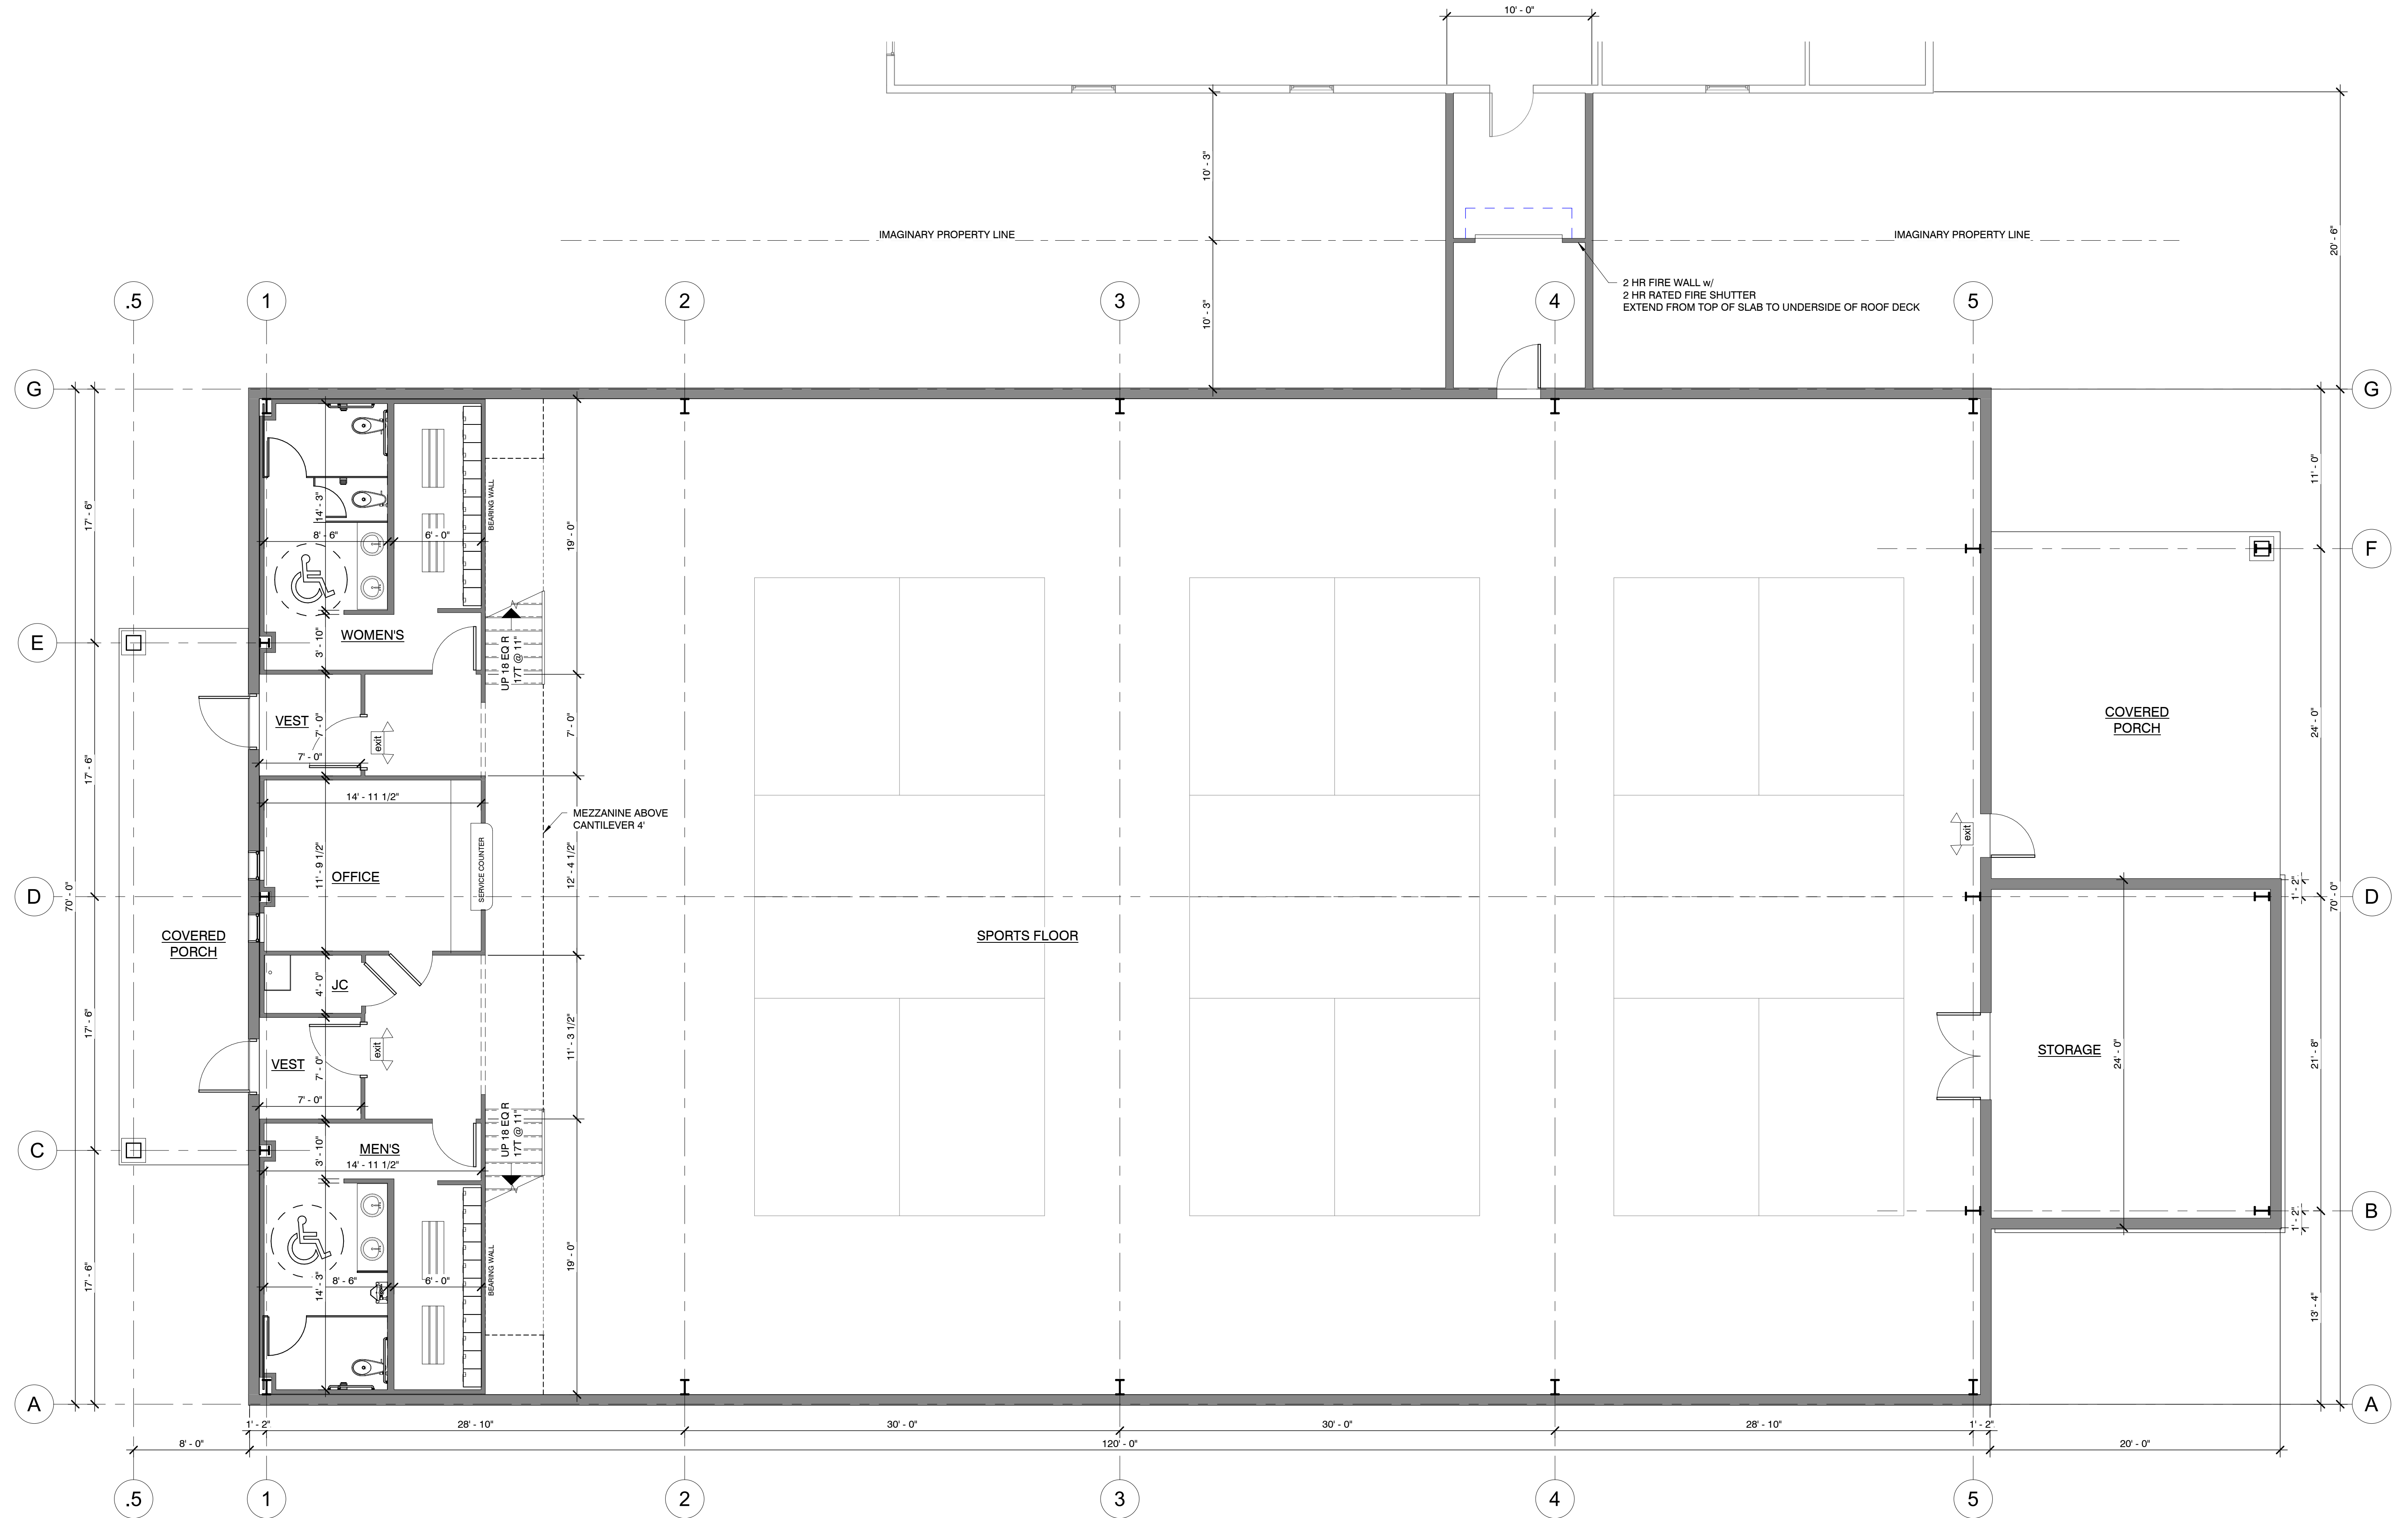 10' - 0"
10' - 3"
20' - 6"
IMAGINARY PROPERTY LINE
IMAGINARY PROPERTY LINE
2 HR FIRE WALL w/
2 HR RATED FIRE SHUTTER
EXTEND FROM TOP OF SLAB TO UNDERSIDE OF ROOF DECK
10' - 3"
.5
1
2
3
4
5
G
G
17' - 6"
14' - 3"
8' - 6"
6' - 0"
BEARING WALL
19' - 0"
11' - 0"
F
E
3' - 10"
WOMEN'S
UP 18 EQ R
17T @ 11"
VEST
7' - 0"
7' - 0"
exit
7' - 0"
17' - 6"
COVERED
PORCH
24' - 0"
14' - 11 1/2"
MEZZANINE ABOVE
CANTILEVER 4'
SERVICE COUNTER
11' - 9 1/2"
OFFICE
12' - 4 1/2"
exit
D
70' - 0"
1' - 2"
70' - 0"
D
COVERED
PORCH
SPORTS FLOOR
JC
4' - 0"
17' - 6"
11' - 3 1/2"
exit
VEST
7' - 0"
7' - 0"
STORAGE
24' - 0"
21' - 8"
UP 18 EQ R
17T @ 11"
C
3' - 10"
MEN'S
14' - 11 1/2"
1' - 2"
B
17' - 6"
14' - 3"
8' - 6"
6' - 0"
BEARING WALL
19' - 0"
13' - 4"
A
A
1' - 2"
28' - 10"
30' - 0"
30' - 0"
28' - 10"
1' - 2"
8' - 0"
120' - 0"
20' - 0"
.5
1
2
3
4
5